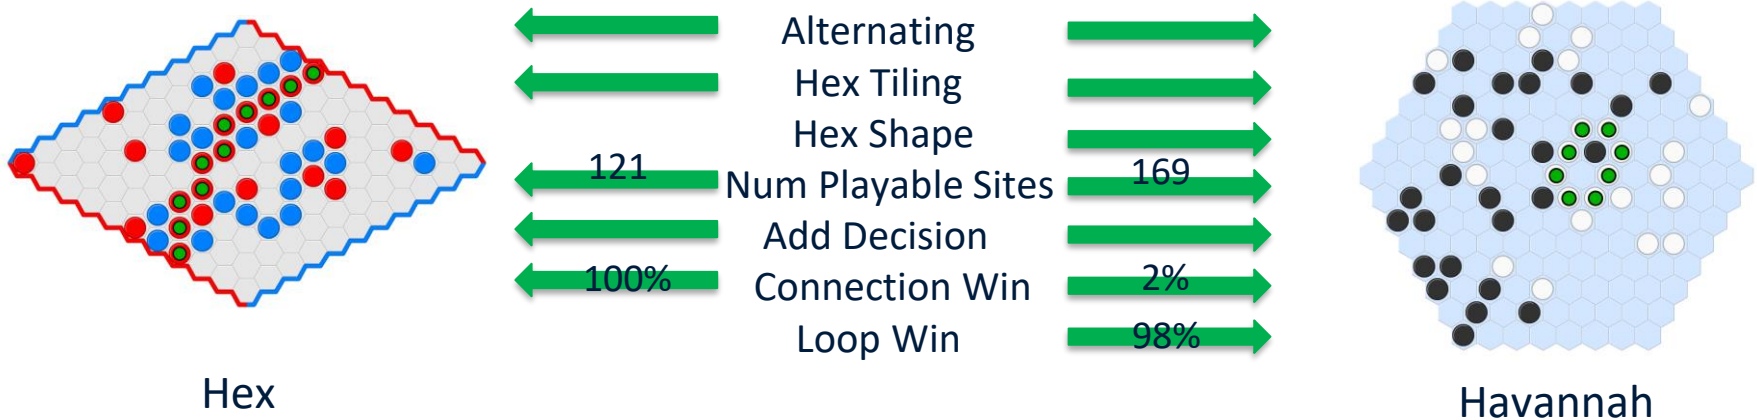 Alternating
Hex Tiling
Hex Shape
121 Num Playable Sites 169
Add Decision
100% Connection Win 2%
Loop Win 98%
Hex
Havannah